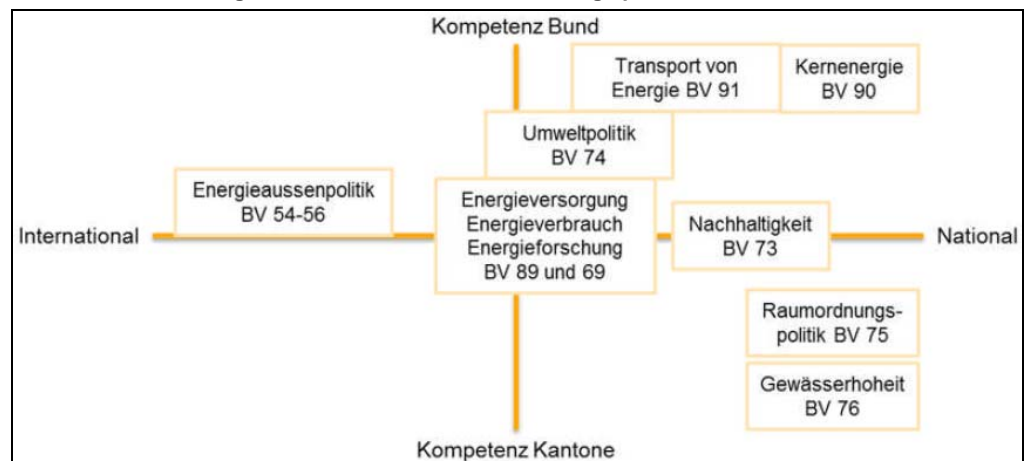 Kompetenz Bund
Transport von
Energie BV 91
Kernenergie
BV 90
Umweltpolitik
BV 74
Energieaussenpolitik
BV 54-56
Energieversorgung
Energieverbrauch
Energieforschung
BV 89 und 69
International
Nachhaltigkeit
BV 73
National
Raumordnungs-
politik BV 75
Gewässerhoheit
BV 76
Kompetenz Kantone